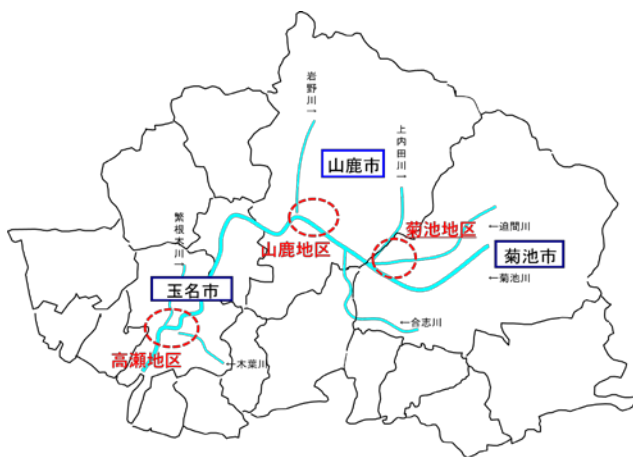 岩野川→
上内田川→
山鹿市
繁根木川→
菊池地区
←迫間川
山鹿地区
菊池市
←菊池川
玉名市
←合志川
高瀬地区
←木葉川